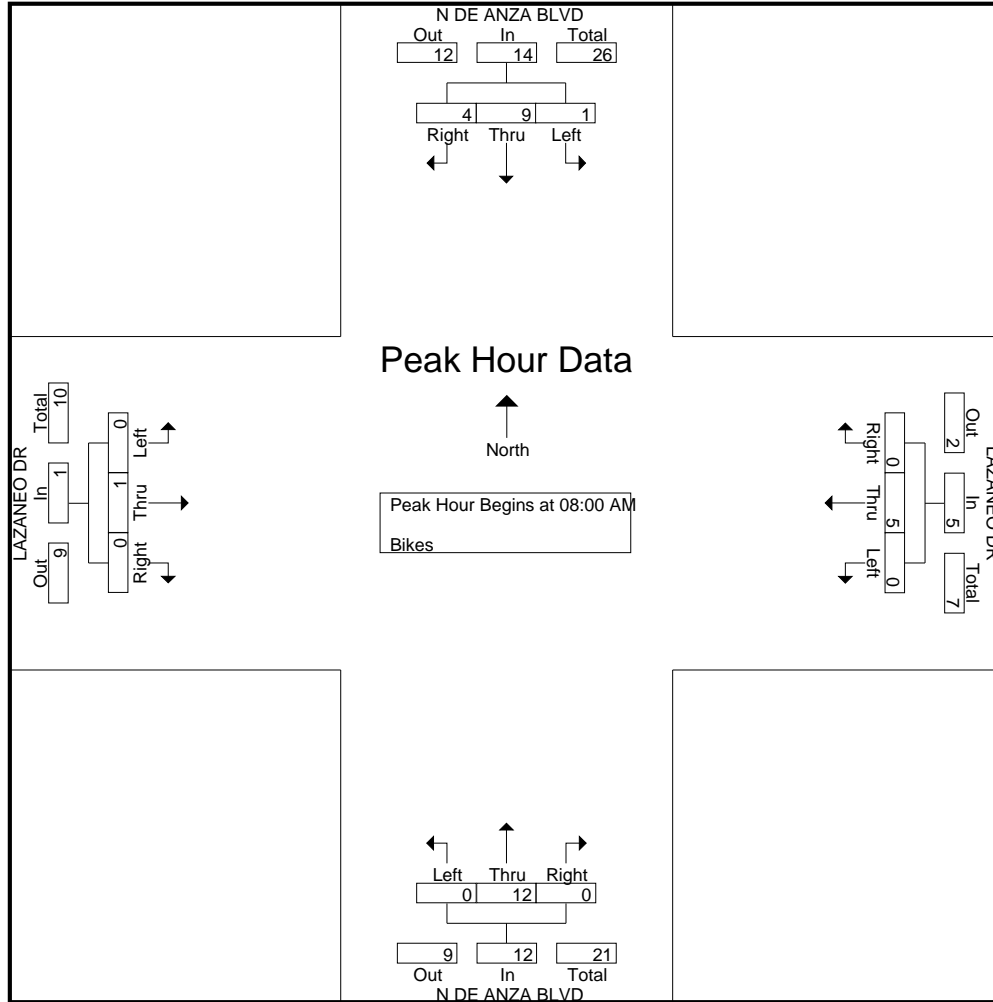 N DE ANZA BLVD
Out In Total
12 14 26
4 9 1
Right Thru Left
Peak Hour Data
North
Peak Hour Begins at 08:00 AM
Bikes
LAZANEO DR
Total In Out
10 1 9
0 1 0
Left Thru Right
Right Thru Left
0 5 0
2 5 7
Out In Total
LAZANEO DR
Left Thru Right
0 12 0
9 12 21
Out In Total
N DE ANZA BLVD